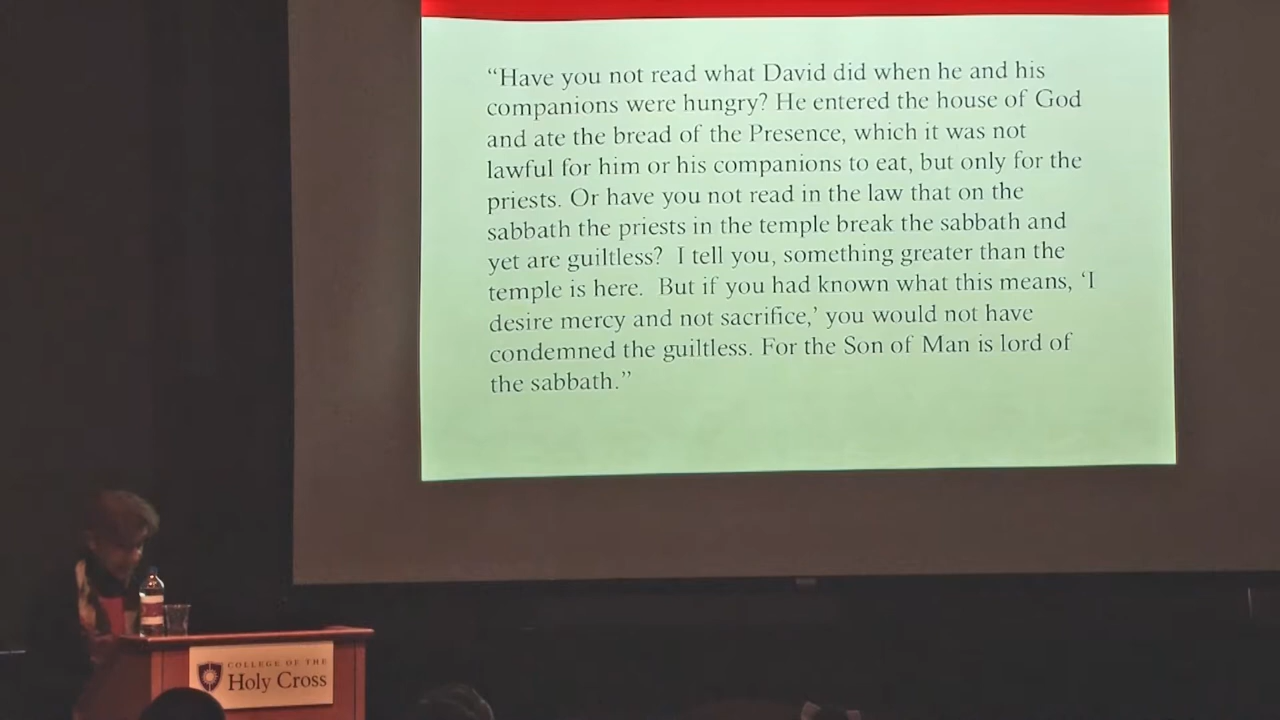 “Have you not read what David did when he and his
companions were hungry? He entered the house of God
and ate the bread of the Presence, which it was not
lawful for him or his companions to eat, but only for the
priests. Or have you not read in the law that on the
sabbath the priests in the temple break the sabbath and
yet are guiltless?  I tell you, something greater than the
temple is here.  But if you had known what this means, ‘I
desire mercy and not sacrifice,’ you would not have
condemned the guiltless. For the Son of Man is lord of
the sabbath.”
COLLEGE OF THE
Holy Cross